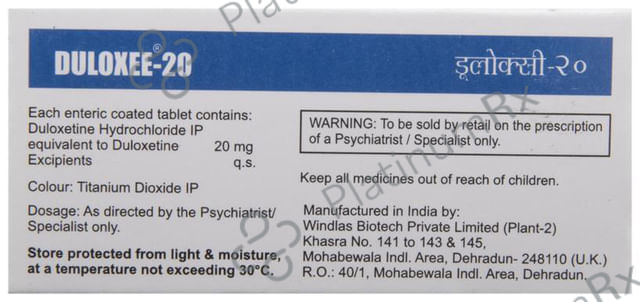 DULOXEE®-20
डूलोक्सी-२०
Each enteric coated tablet contains:
Duloxetine Hydrochloride IP
equivalent to Duloxetine 20 mg
Excipients q.s.
Colour: Titanium Dioxide IP
Dosage: As directed by the Psychiatrist/
Specialist only.
Store protected from light & moisture,
at a temperature not exceeding 30°C.
WARNING: To be sold by retail on the prescription
of a Psychiatrist / Specialist only.
Keep all medicines out of reach of children.
Manufactured in India by:
Windlas Biotech Private Limited (Plant-2)
Khasra No. 141 to 143 & 145,
Mohabewala Indl. Area, Dehradun- 248110 (U.K.)
R.O.: 40/1, Mohabewala Indl. Area, Dehradun.
PlatinumRx